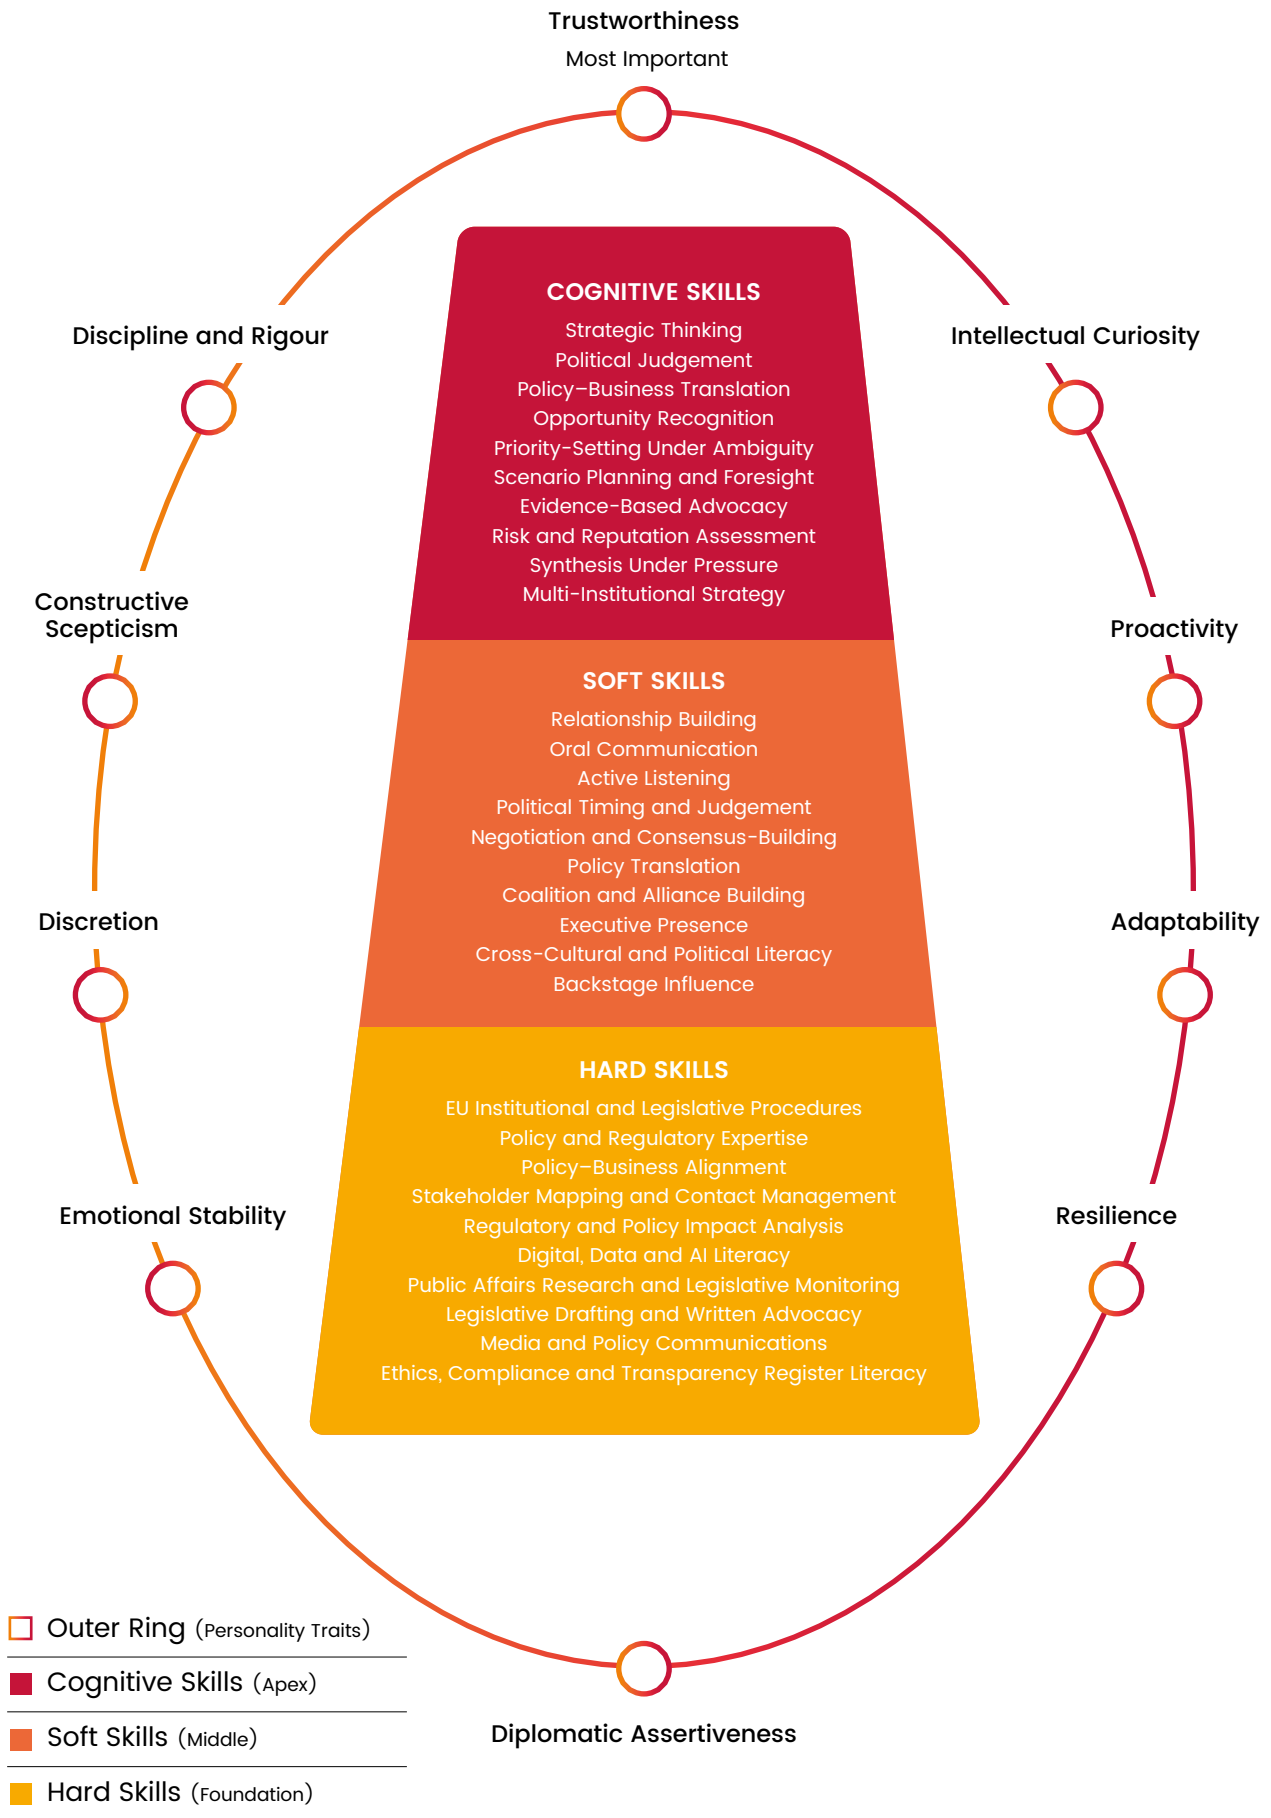 Trustworthiness
Most Important
COGNITIVE SKILLS
Strategic Thinking
Political Judgement
Policy–Business Translation
Opportunity Recognition
Priority-Setting Under Ambiguity
Scenario Planning and Foresight
Evidence-Based Advocacy
Risk and Reputation Assessment
Synthesis Under Pressure
Multi-Institutional Strategy
Discipline and Rigour
Intellectual Curiosity
Constructive
Scepticism
Proactivity
SOFT SKILLS
Relationship Building
Oral Communication
Active Listening
Political Timing and Judgement
Negotiation and Consensus-Building
Policy Translation
Coalition and Alliance Building
Executive Presence
Cross-Cultural and Political Literacy
Backstage Influence
Discretion
Adaptability
HARD SKILLS
EU Institutional and Legislative Procedures
Policy and Regulatory Expertise
Policy–Business Alignment
Stakeholder Mapping and Contact Management
Regulatory and Policy Impact Analysis
Digital, Data and AI Literacy
Public Affairs Research and Legislative Monitoring
Legislative Drafting and Written Advocacy
Media and Policy Communications
Ethics, Compliance and Transparency Register Literacy
Emotional Stability
Resilience
Diplomatic Assertiveness
Outer Ring (Personality Traits)
Cognitive Skills (Apex)
Soft Skills (Middle)
Hard Skills (Foundation)